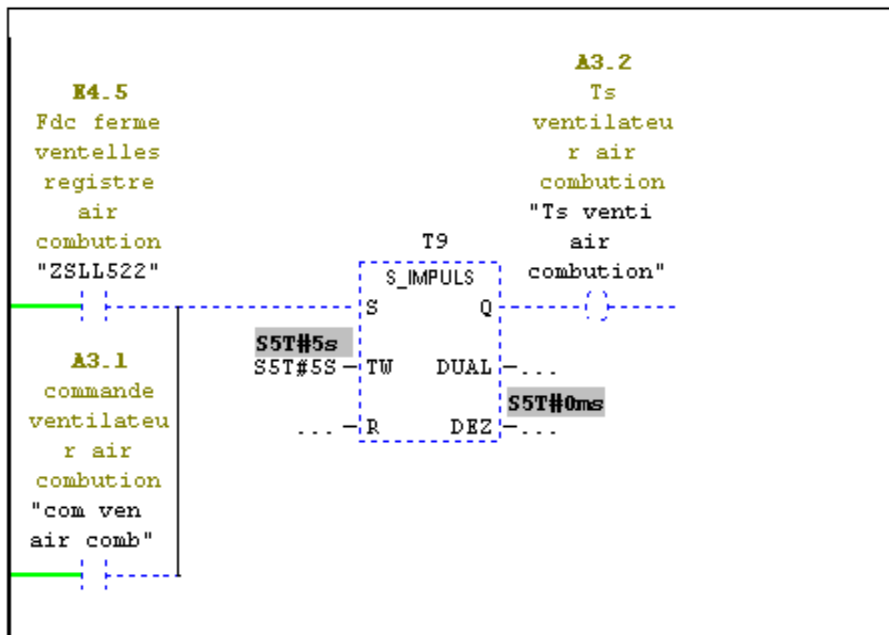 E4.5
Fdc ferme
ventelles
registre
air
combution
"ZSLL522"
A3.2
Ts
ventilateu
r air
combution
"Ts venti
air
combution"
T9
S_IMPULS
S
Q
S5T#5s
S5T#5S
TW
DUAL
...
S5T#0ms
...
R
DEZ
...
A3.1
commande
ventilateu
r air
combution
"com ven
air comb"